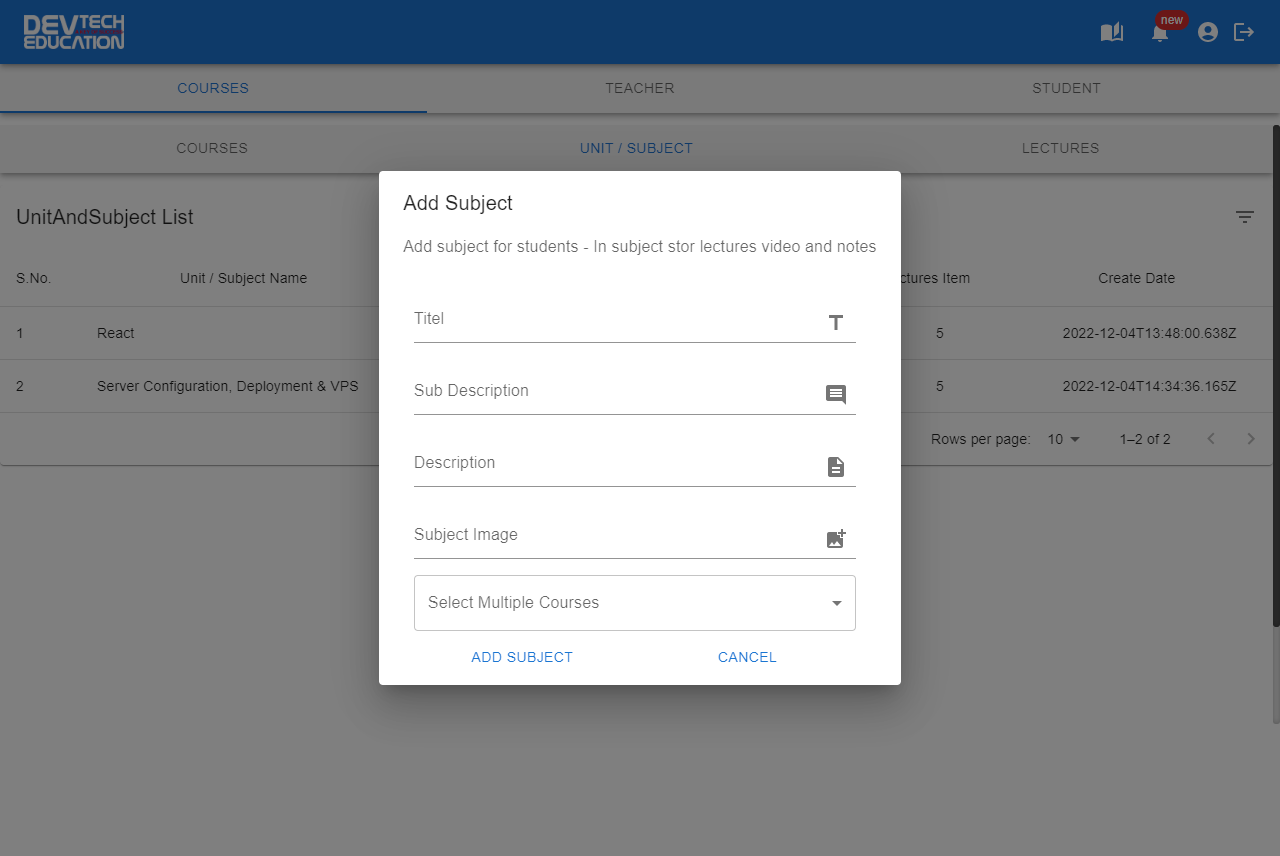 DEVTECH
EDUCATION
new
COURSES TEACHER STUDENT
COURSES UNIT / SUBJECT LECTURES
UnitAndSubject List
Add Subject
Add subject for students - In subject stor lectures video and notes
S.No. Unit / Subject Name ctures Item Create Date
1 React 5 2022-12-04T13:48:00.638Z
2 Server Configuration, Deployment & VPS 5 2022-12-04T14:34:36.165Z
Rows per page: 10 1–2 of 2
Titel
Sub Description
Description
Subject Image
Select Multiple Courses
ADD SUBJECT CANCEL